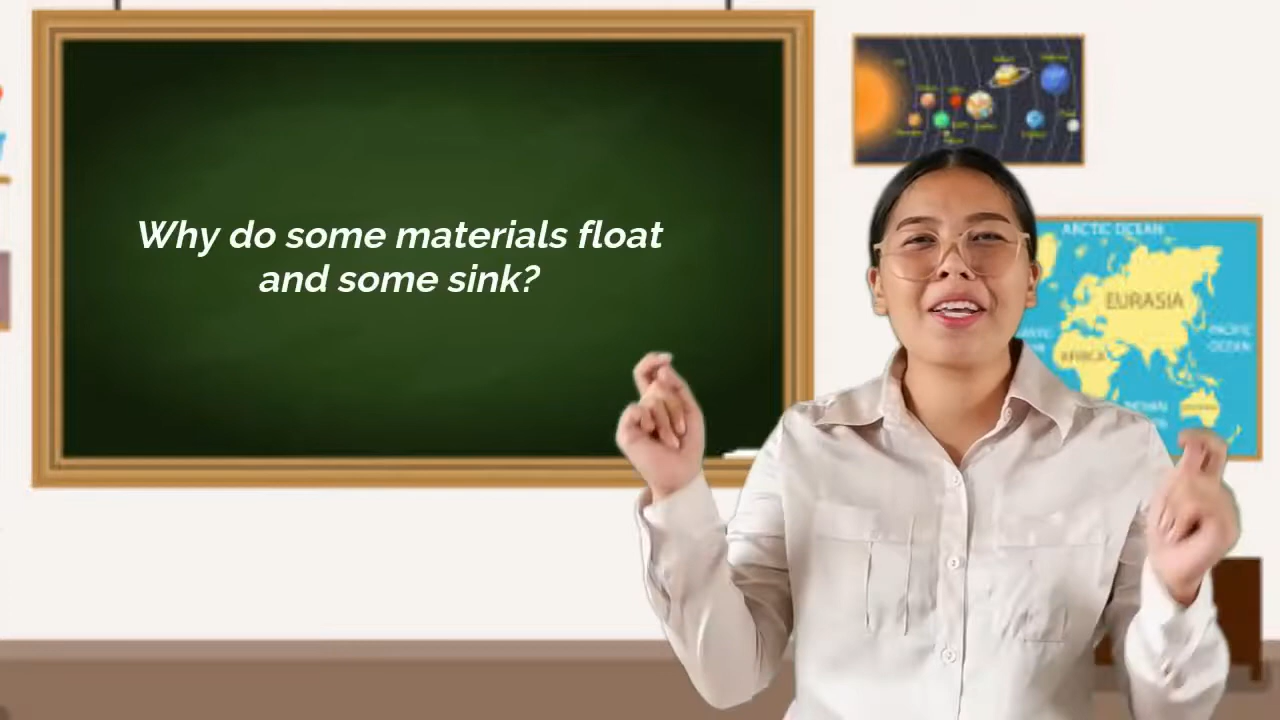 Why do some materials float
and some sink?
ARCTIC OCEAN
EURASIA
PACIFIC
OCEAN
AFRICA